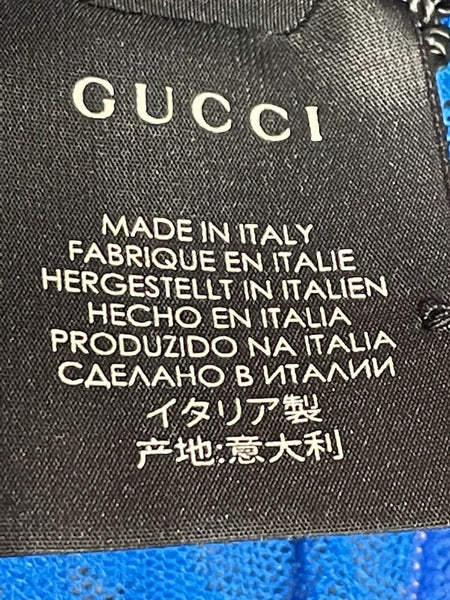 GUCCI
MADE IN ITALY
FABRIQUE EN ITALIE
HERGESTELLT IN ITALIEN
HECHO EN ITALIA
PRODUZIDO NA ITALIA
СДЕЛАНО В ИТАЛИИ
イタリア製
产地:意大利